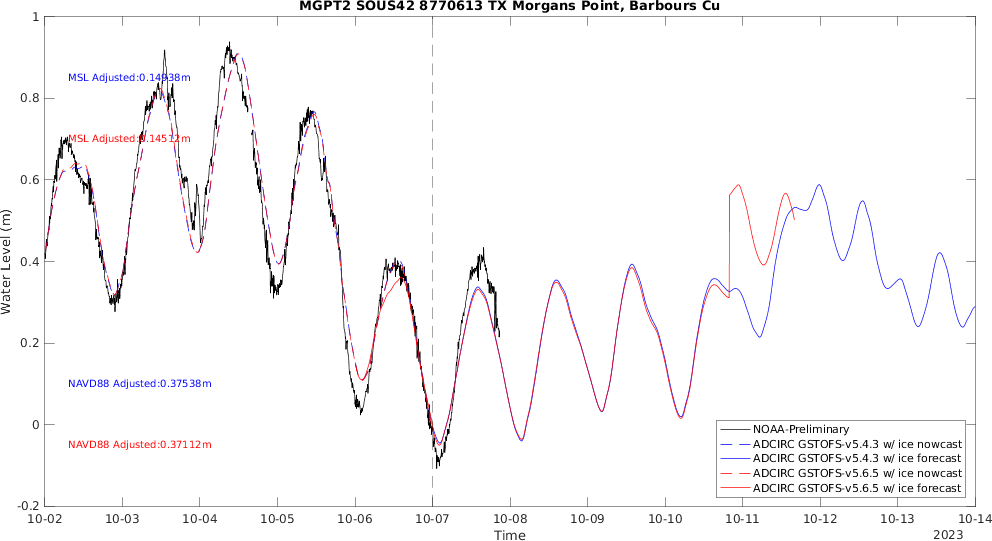 MGPT2 SOUS42 8770613 TX Morgans Point, Barbours Cu
1
0.8
0.6
0.4
0.2
0
-0.2
Water Level (m)
MSL Adjusted:0.14938m
MSL Adjusted:0.14512m
NAVD88 Adjusted:0.37538m
NAVD88 Adjusted:0.37112m
NOAA-Preliminary
ADCIRC GSTOFS-v5.4.3 w/ ice nowcast
ADCIRC GSTOFS-v5.4.3 w/ ice forecast
ADCIRC GSTOFS-v5.6.5 w/ ice nowcast
ADCIRC GSTOFS-v5.6.5 w/ ice forecast
10-02 10-03 10-04 10-05 10-06 10-07 10-08 10-09 10-10 10-11 10-12 10-13 10-14
Time
2023